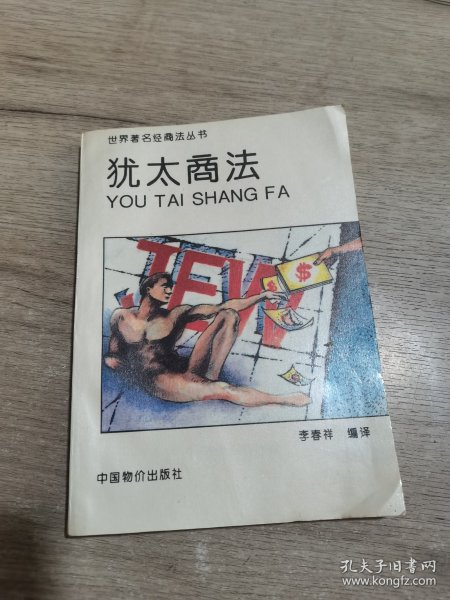 世界著名经商法丛书
犹太商法
YOU TAI SHANG FA
JEW
$
李春祥 编译
中国物价出版社
孔夫子旧书网
www.kongfz.com